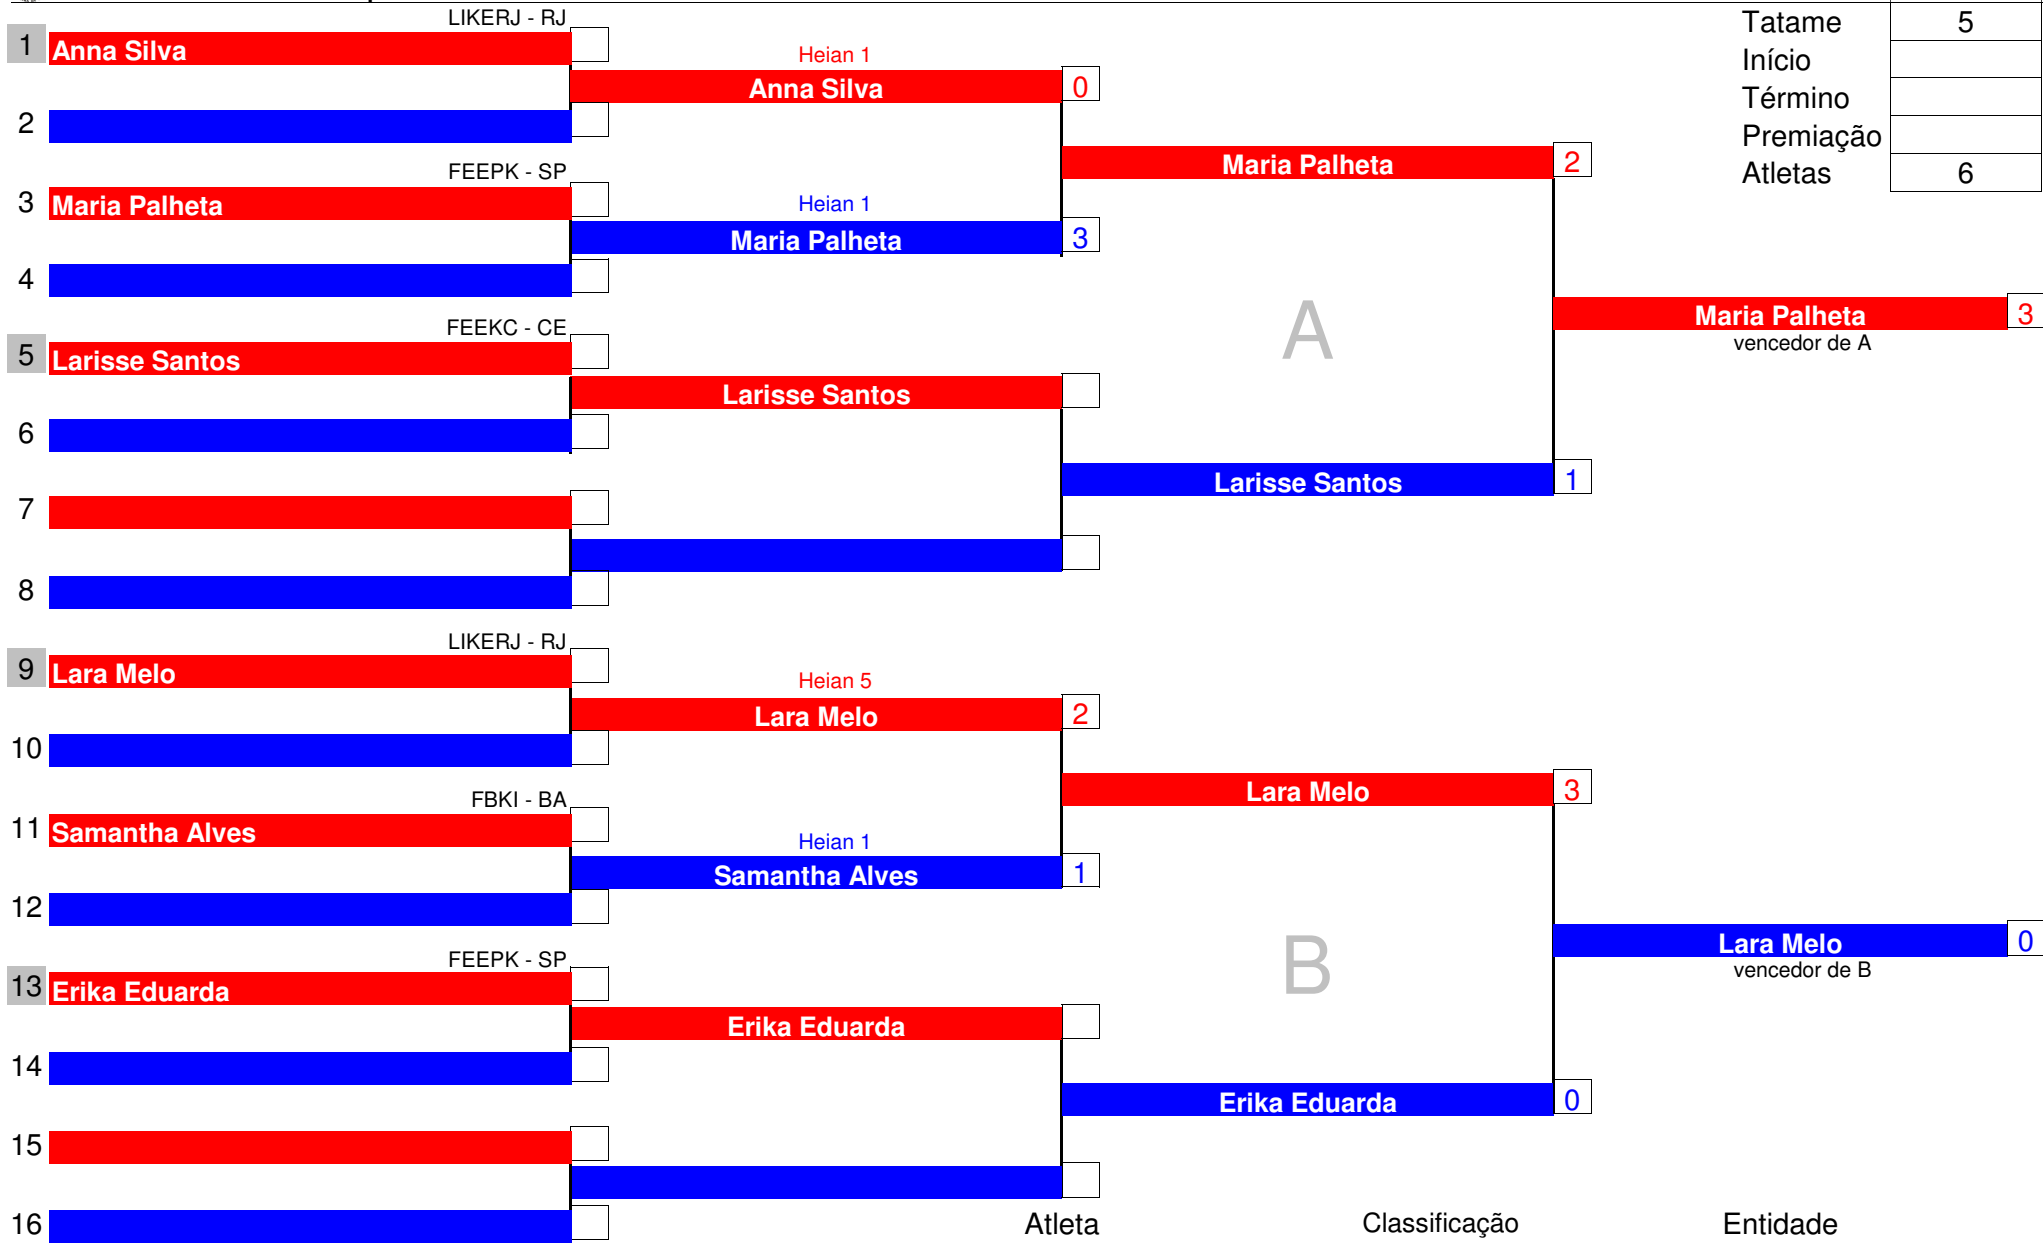 LIKERJ - RJ
Tatame 5
1 Anna Silva
Heian 1
Início
Anna Silva 0
Término
2
Premiação
Maria Palheta 2
FEEPK - SP
Atletas 6
3 Maria Palheta
Heian 1
Maria Palheta 3
4
A
Maria Palheta 3
FEEKC - CE
vencedor de A
5 Larisse Santos
Larisse Santos
6
Larisse Santos 1
7
8
LIKERJ - RJ
9 Lara Melo
Heian 5
Lara Melo 2
10
Lara Melo 3
FBKI - BA
11 Samantha Alves
Heian 1
Samantha Alves 1
12
Lara Melo 0
FEEPK - SP
B
vencedor de B
13 Erika Eduarda
Erika Eduarda
14
Erika Eduarda 0
15
16
Atleta Classificação Entidade